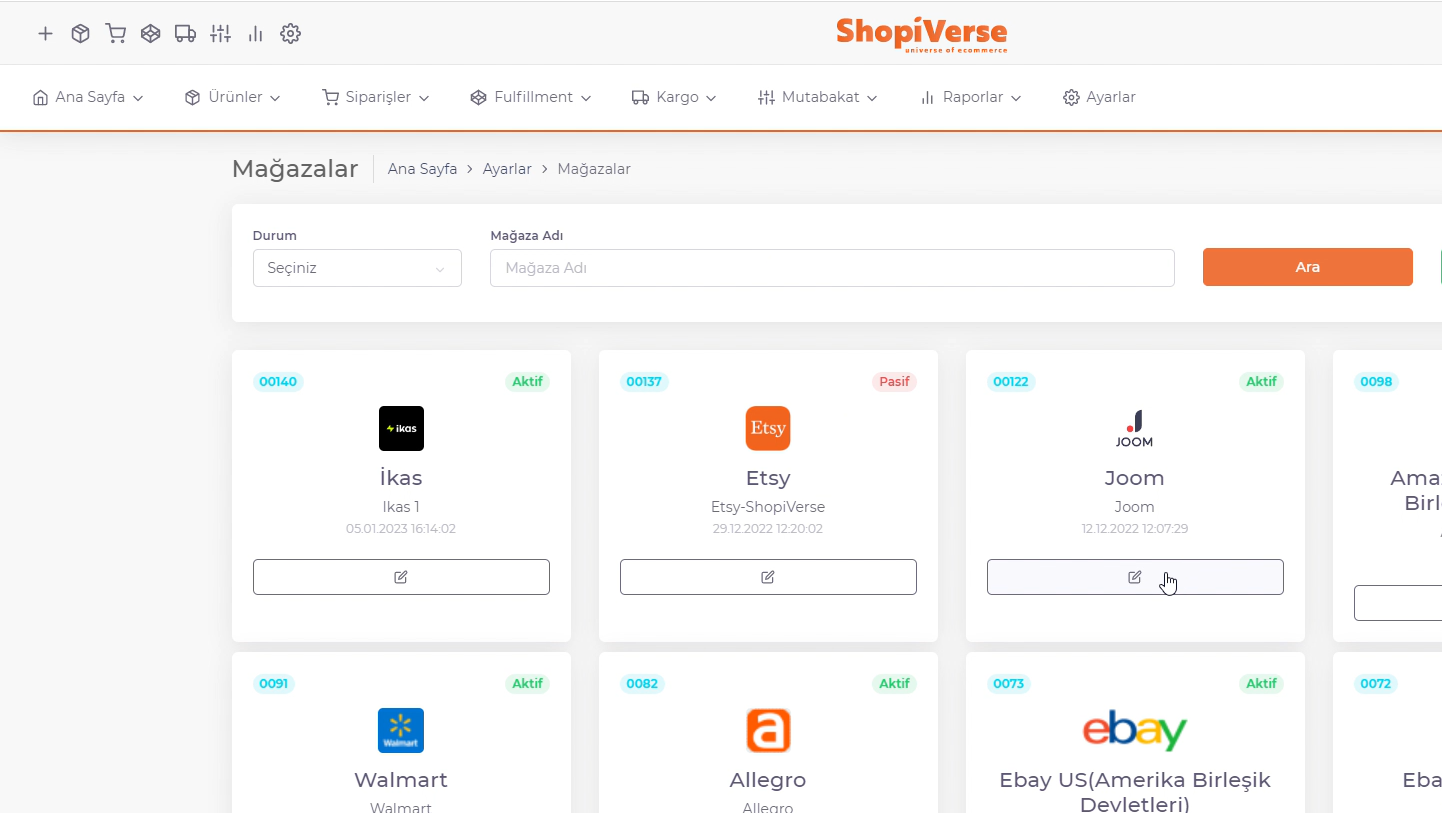 ShopiVerse
universe of ecommerce
Ana Sayfa Ürünler Siparişler Fulfillment Kargo Mutabakat Raporlar Ayarlar
Mağazalar Ana Sayfa > Ayarlar > Mağazalar
Durum Mağaza Adı
Seçiniz Mağaza Adı Ara
00140 Aktif
ikas
İkas
Ikas 1
05.01.2023 16:14:02
00137 Pasif
Etsy
Etsy
Etsy-ShopiVerse
29.12.2022 12:20:02
00122 Aktif
JOOM
Joom
Joom
12.12.2022 12:07:29
0098
Ama
Birl
0091 Aktif
Walmart
Walmart
Walmart
0082 Aktif
a
Allegro
Allegro
0073 Aktif
ebay
Ebay US(Amerika Birleşik
Devletleri)
0072
Eba